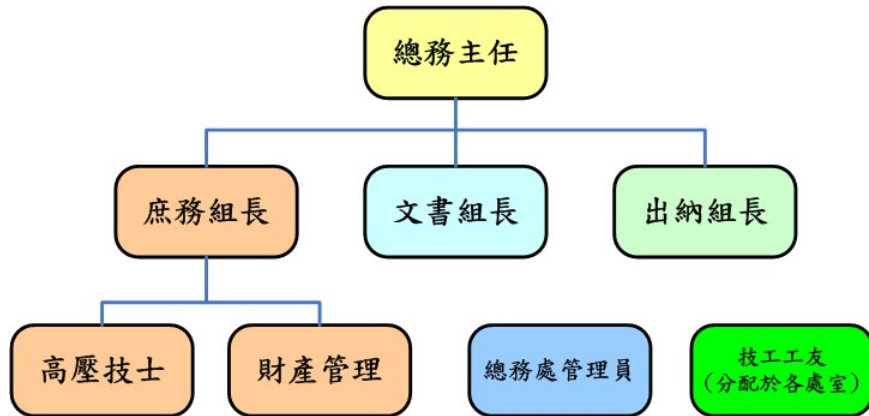 總務主任
庶務組長
文書組長
出納組長
高壓技士
財產管理
總務處管理員
技工工友
（分配於各處室）